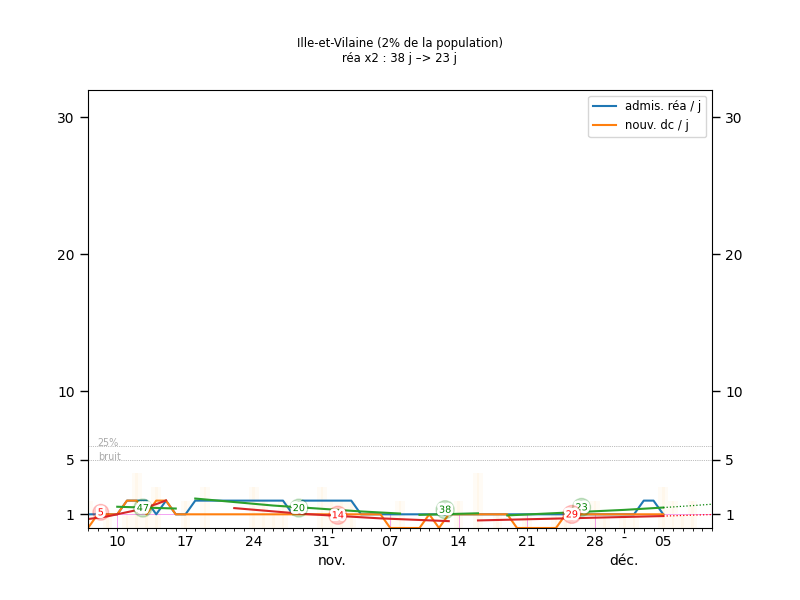 Ille-et-Vilaine (2% de la population)
réa x2 : 38 j –> 23 j
admis. réa / j
nouv. dc / j
30 30
20 20
10 10
25%
bruit
5 5
1 1
5 47 20 14 38 29 23
10 17 24 31 - 07 14 21 28 - 05
nov. déc.